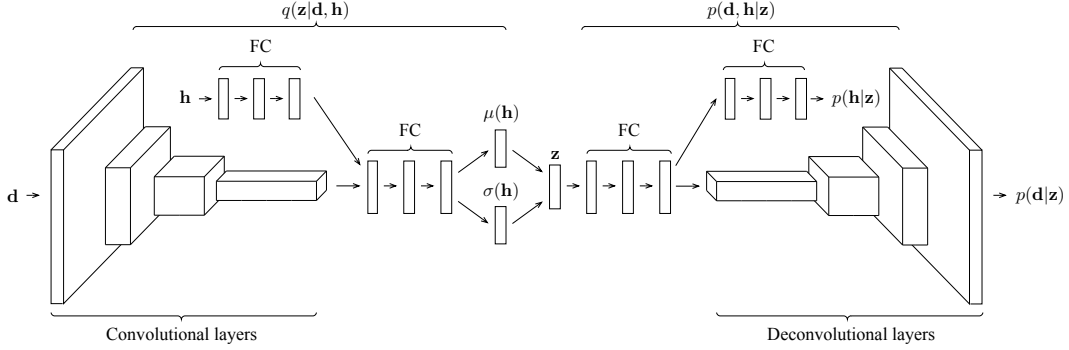 q(z|d, h)
p(d, h|z)
FC
FC
h
p(h|z)
μ(h)
FC
FC
z
d
σ(h)
p(d|z)
Convolutional layers
Deconvolutional layers